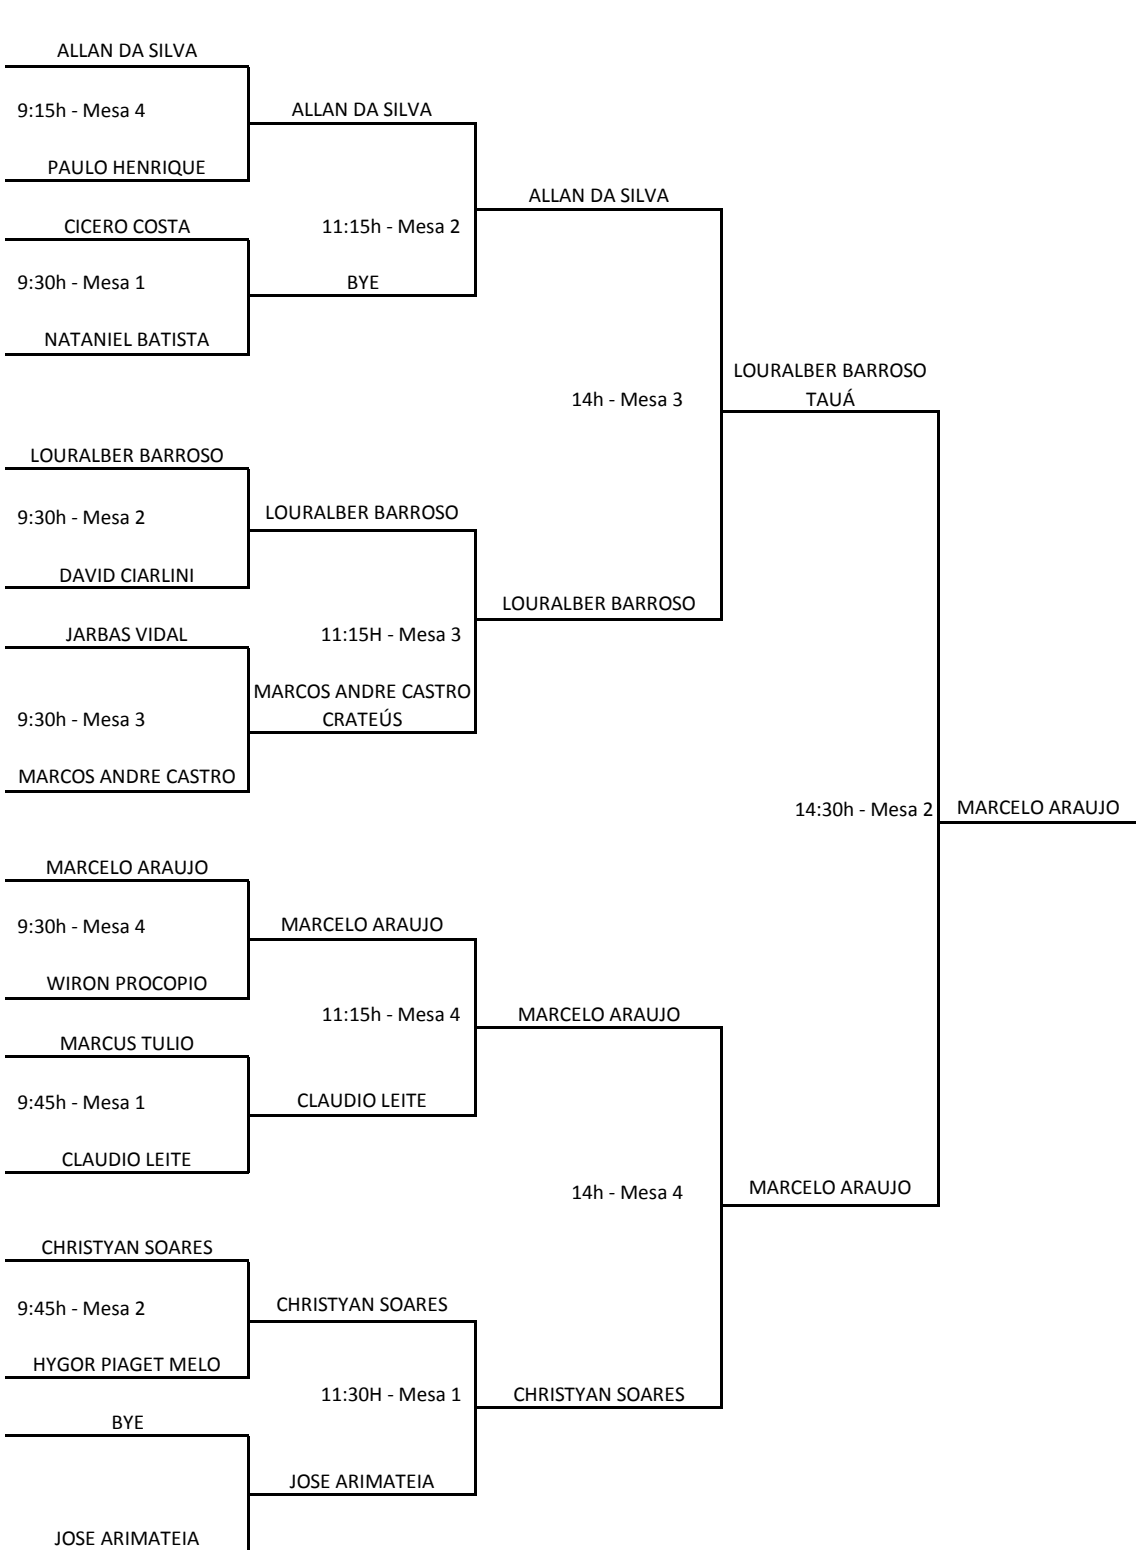 ALLAN DA SILVA
9:15h - Mesa 4
ALLAN DA SILVA
PAULO HENRIQUE
ALLAN DA SILVA
CICERO COSTA
11:15h - Mesa 2
9:30h - Mesa 1
BYE
NATANIEL BATISTA
LOURALBER BARROSO
TAUÁ
14h - Mesa 3
LOURALBER BARROSO
9:30h - Mesa 2
LOURALBER BARROSO
DAVID CIARLINI
LOURALBER BARROSO
JARBAS VIDAL
11:15H - Mesa 3
MARCOS ANDRE CASTRO
CRATEÚS
9:30h - Mesa 3
MARCOS ANDRE CASTRO
14:30h - Mesa 2
MARCELO ARAUJO
MARCELO ARAUJO
9:30h - Mesa 4
MARCELO ARAUJO
WIRON PROCOPIO
11:15h - Mesa 4
MARCELO ARAUJO
MARCUS TULIO
9:45h - Mesa 1
CLAUDIO LEITE
CLAUDIO LEITE
14h - Mesa 4
MARCELO ARAUJO
CHRISTYAN SOARES
9:45h - Mesa 2
CHRISTYAN SOARES
HYGOR PIAGET MELO
11:30H - Mesa 1
CHRISTYAN SOARES
BYE
JOSE ARIMATEIA
JOSE ARIMATEIA